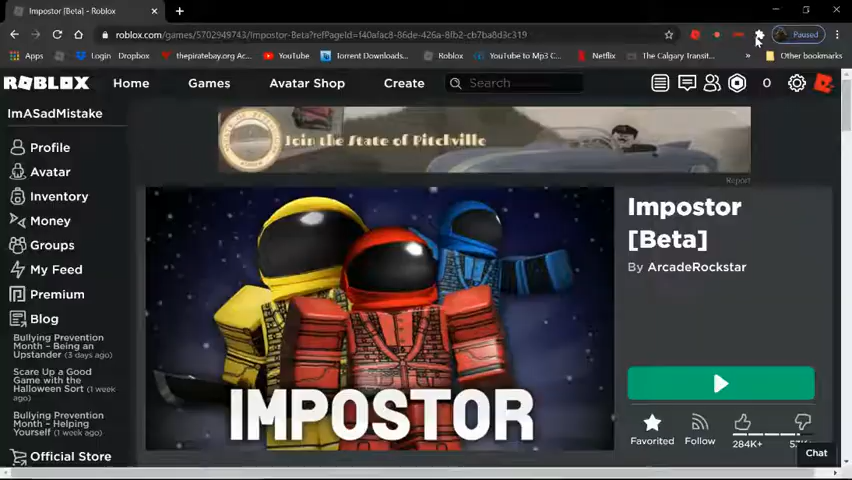 Impostor [Beta] - Roblox
roblox.com/games/5702949743/Impostor-Beta?refPageId=f40afac8-86de-426a-8fb2-cb7ba8d3c319
Paused
Apps
Login
Dropbox
thepiratebay.org Ac...
YouTube
Torrent Downloads...
Roblox
YouTube to Mp3 C...
Netflix
The Calgary Transit...
»
Other bookmarks
ROBLOX
Home
Games
Avatar Shop
Create
Search
0
ImASadMistake
Profile
Avatar
Inventory
Money
Groups
My Feed
Premium
Blog
Bullying Prevention
Month – Being an
Upstander (3 days ago)
Scare Up a Good
Game with the
Halloween Sort (1 week
ago)
Bullying Prevention
Month – Helping
Yourself (1 week ago)
Official Store
Join the State of Pitchville
Report
IMPOSTOR
Impostor
[Beta]
By ArcadeRockstar
Favorited
Follow
284K+
Chat